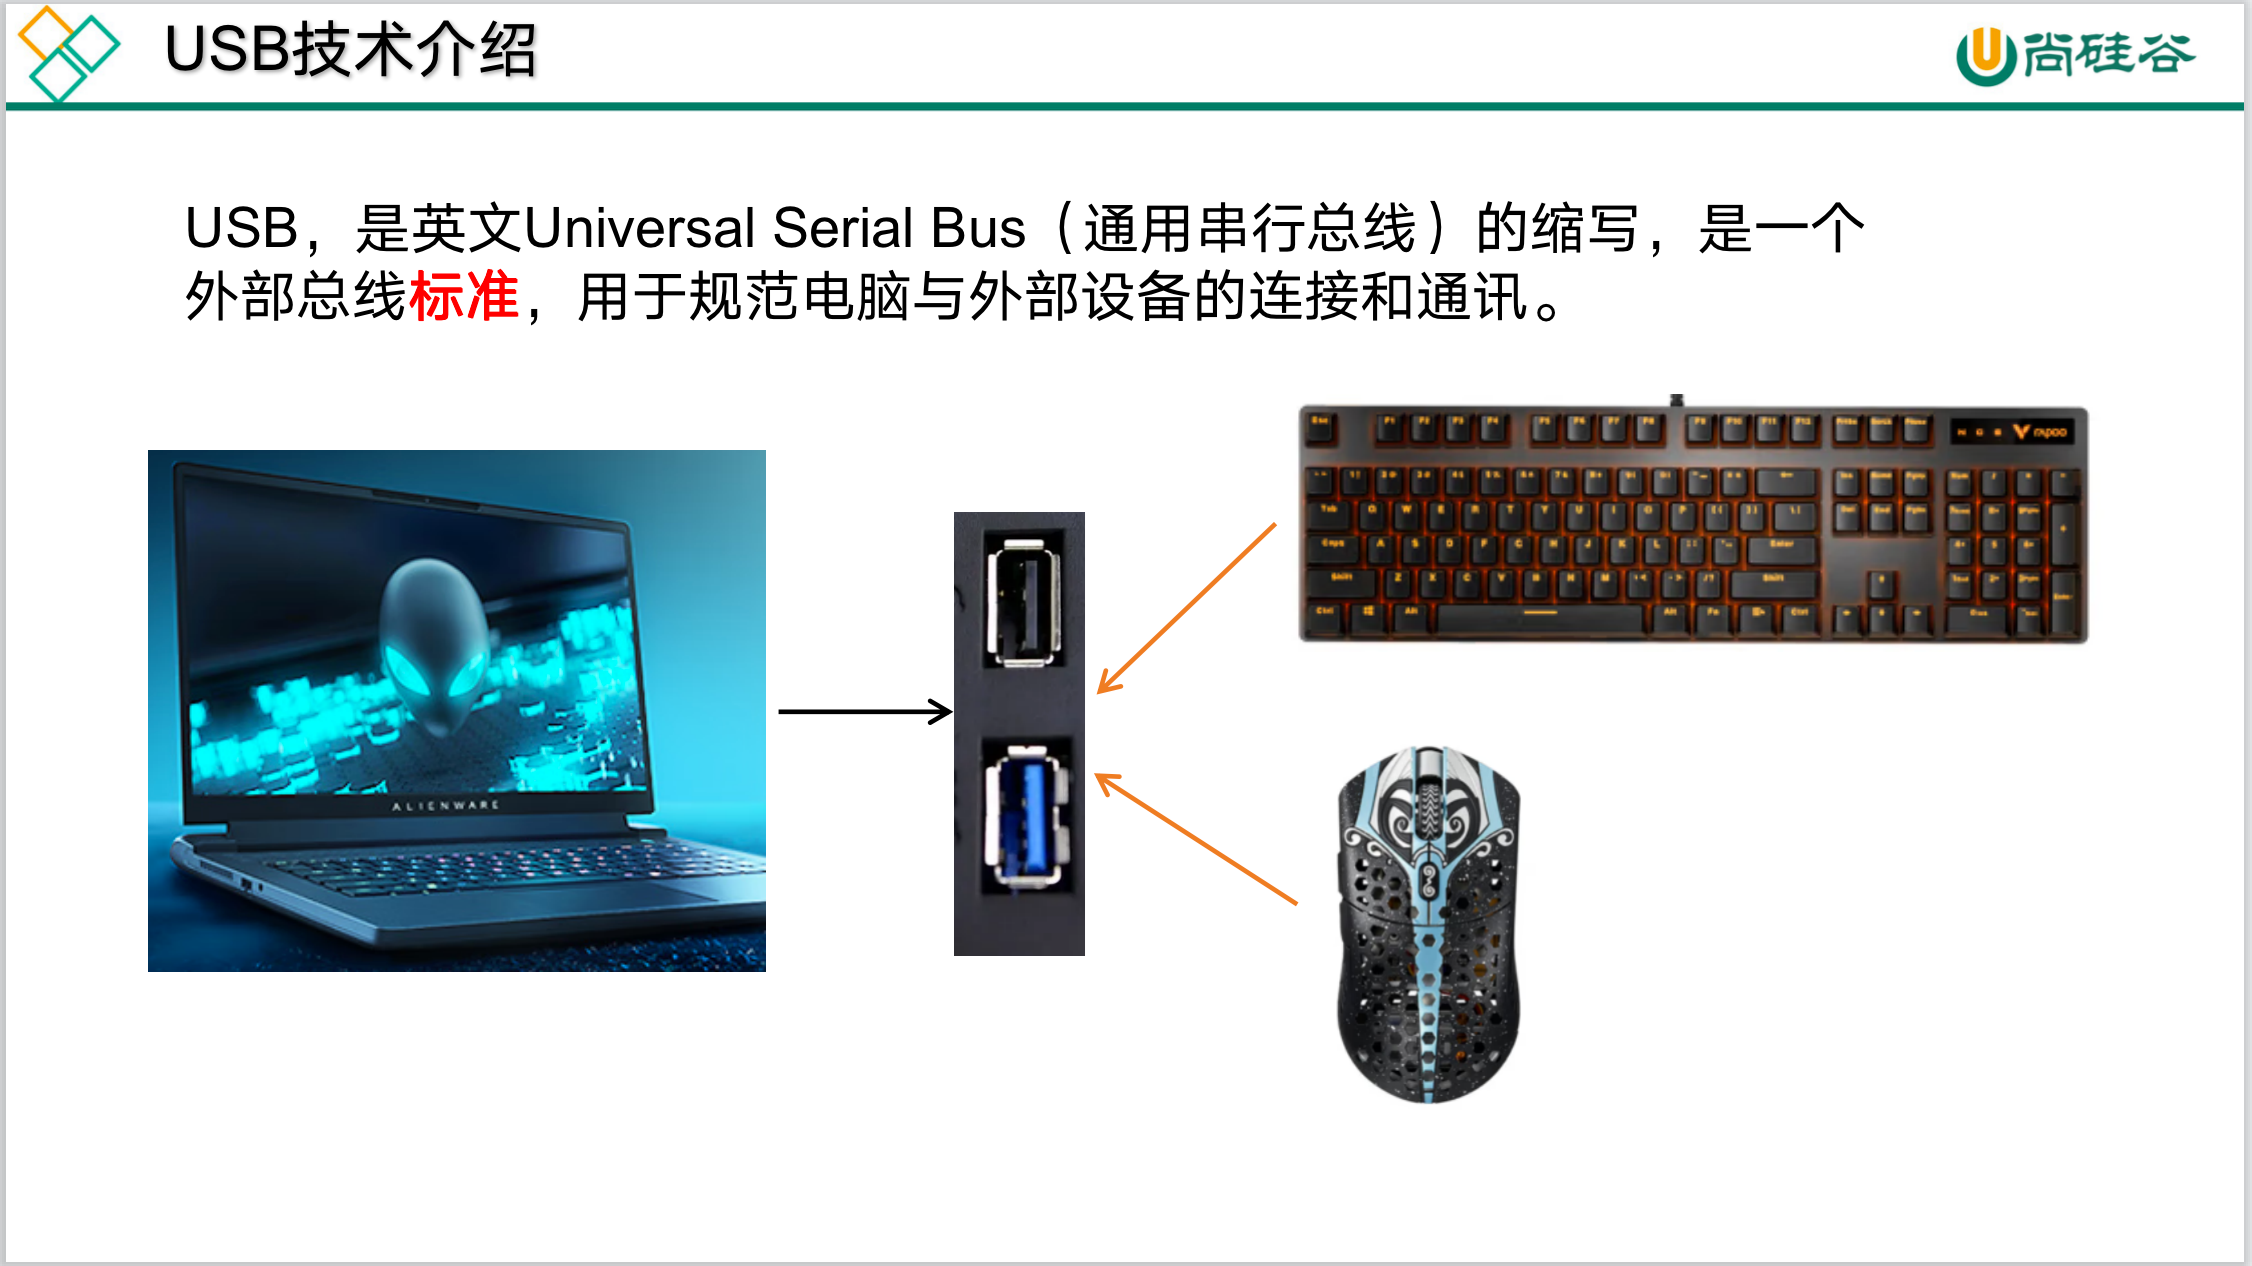 USB技术介绍
尚硅谷
USB，是英文Universal Serial Bus（通用串行总线）的缩写，是一个
外部总线标准，用于规范电脑与外部设备的连接和通讯。
ALIENWARE
rapoo